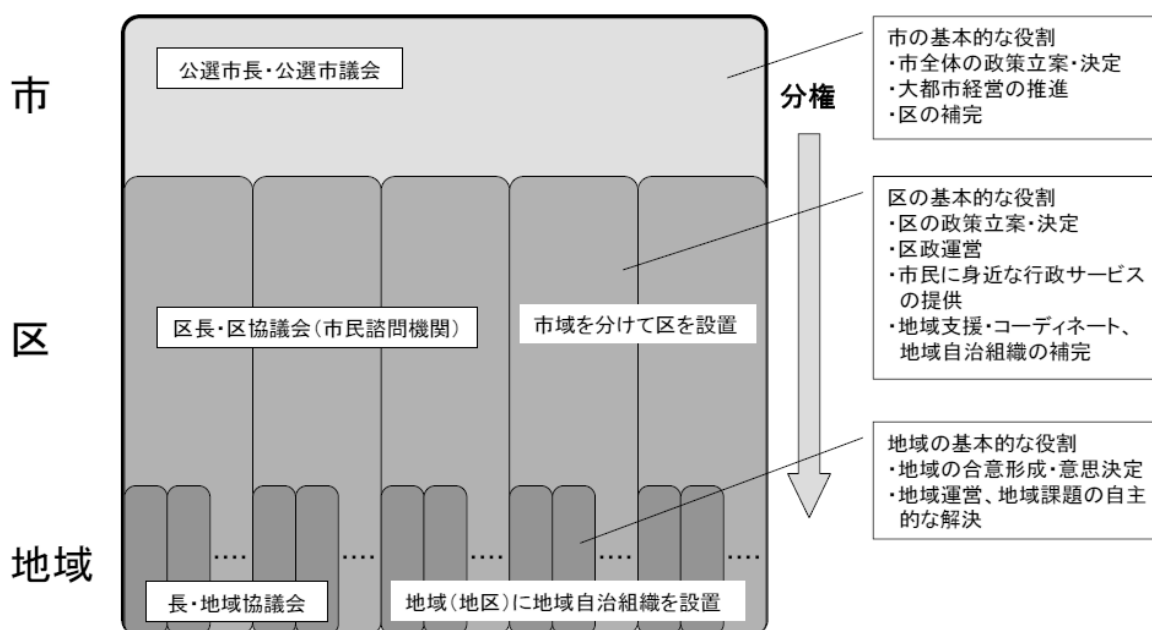 市
公選市長・公選市議会
分権
市の基本的な役割
・市全体の政策立案・決定
・大都市経営の推進
・区の補完
区
区長・区協議会（市民諮問機関）
市域を分けて区を設置
区の基本的な役割
・区の政策立案・決定
・区政運営
・市民に身近な行政サービス
の提供
・地域支援・コーディネート、
地域自治組織の補完
地域
‥‥
‥‥
‥‥
‥‥
‥‥
長・地域協議会
地域（地区）に地域自治組織を設置
地域の基本的な役割
・地域の合意形成・意思決定
・地域運営、地域課題の自主
的な解決